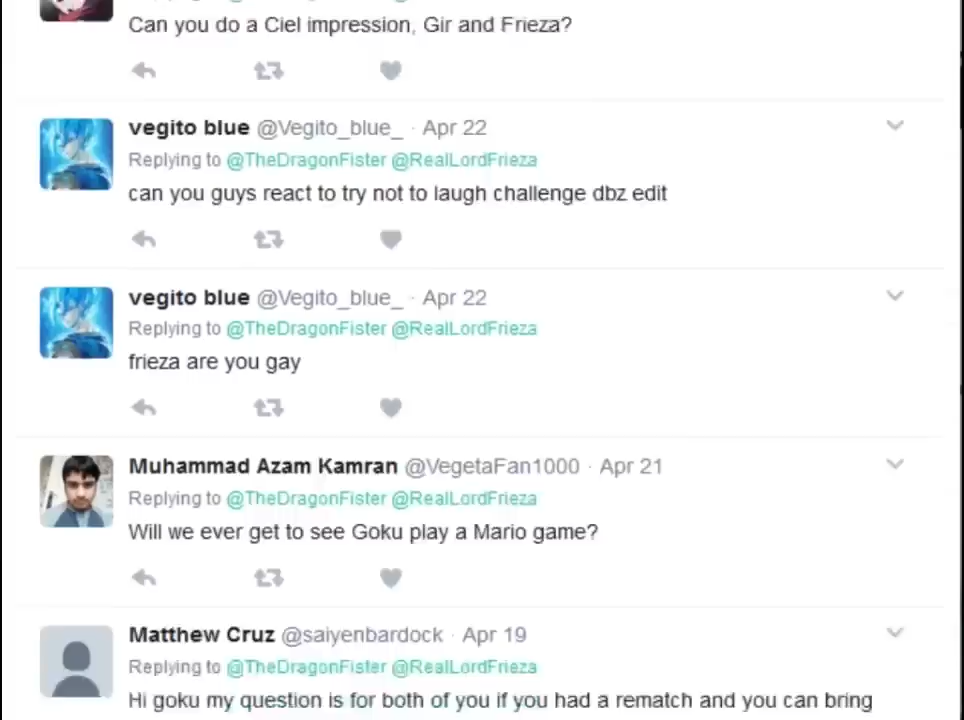 Can you do a Ciel impression, Gir and Frieza?
vegito blue @Vegito_blue_ · Apr 22
Replying to @TheDragonFister @RealLordFrieza
can you guys react to try not to laugh challenge dbz edit
vegito blue @Vegito_blue_ · Apr 22
Replying to @TheDragonFister @RealLordFrieza
frieza are you gay
Muhammad Azam Kamran @VegetaFan1000 · Apr 21
Replying to @TheDragonFister @RealLordFrieza
Will we ever get to see Goku play a Mario game?
Matthew Cruz @saiyenbardock · Apr 19
Replying to @TheDragonFister @RealLordFrieza
Hi goku my question is for both of you if you had a rematch and you can bring